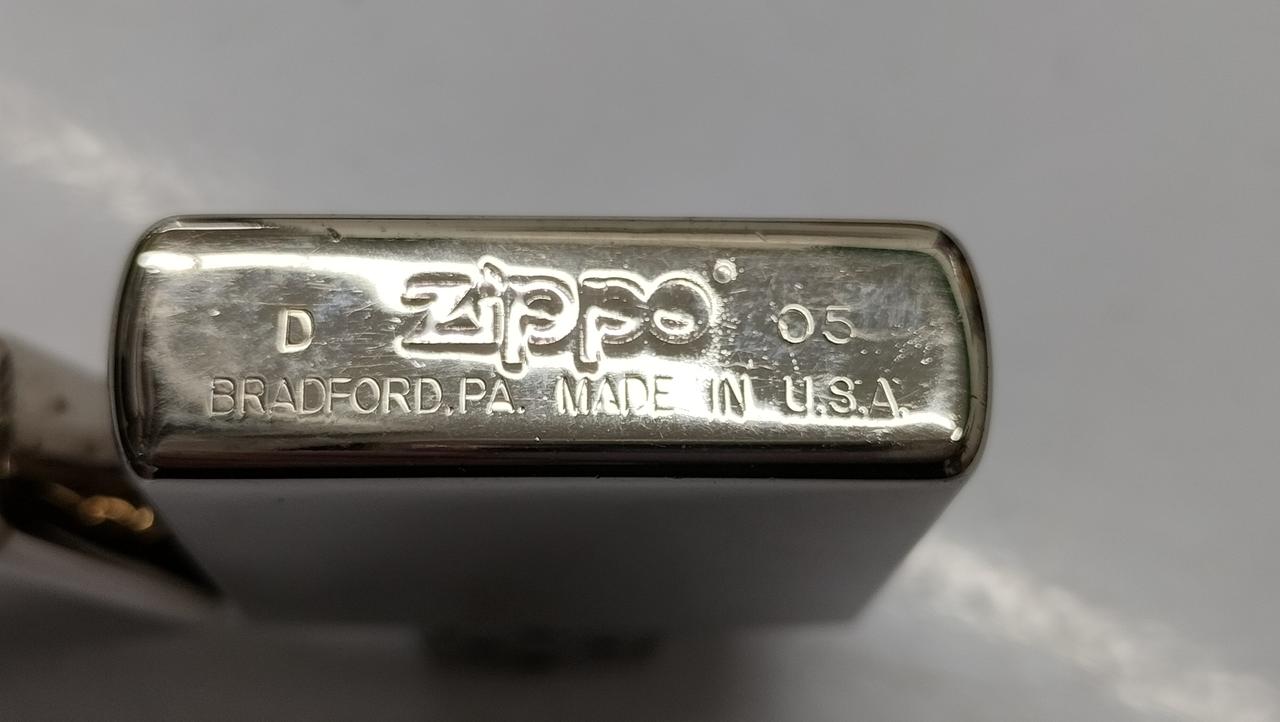 D Zippo® 05
BRADFORD, PA. MADE IN U.S.A.